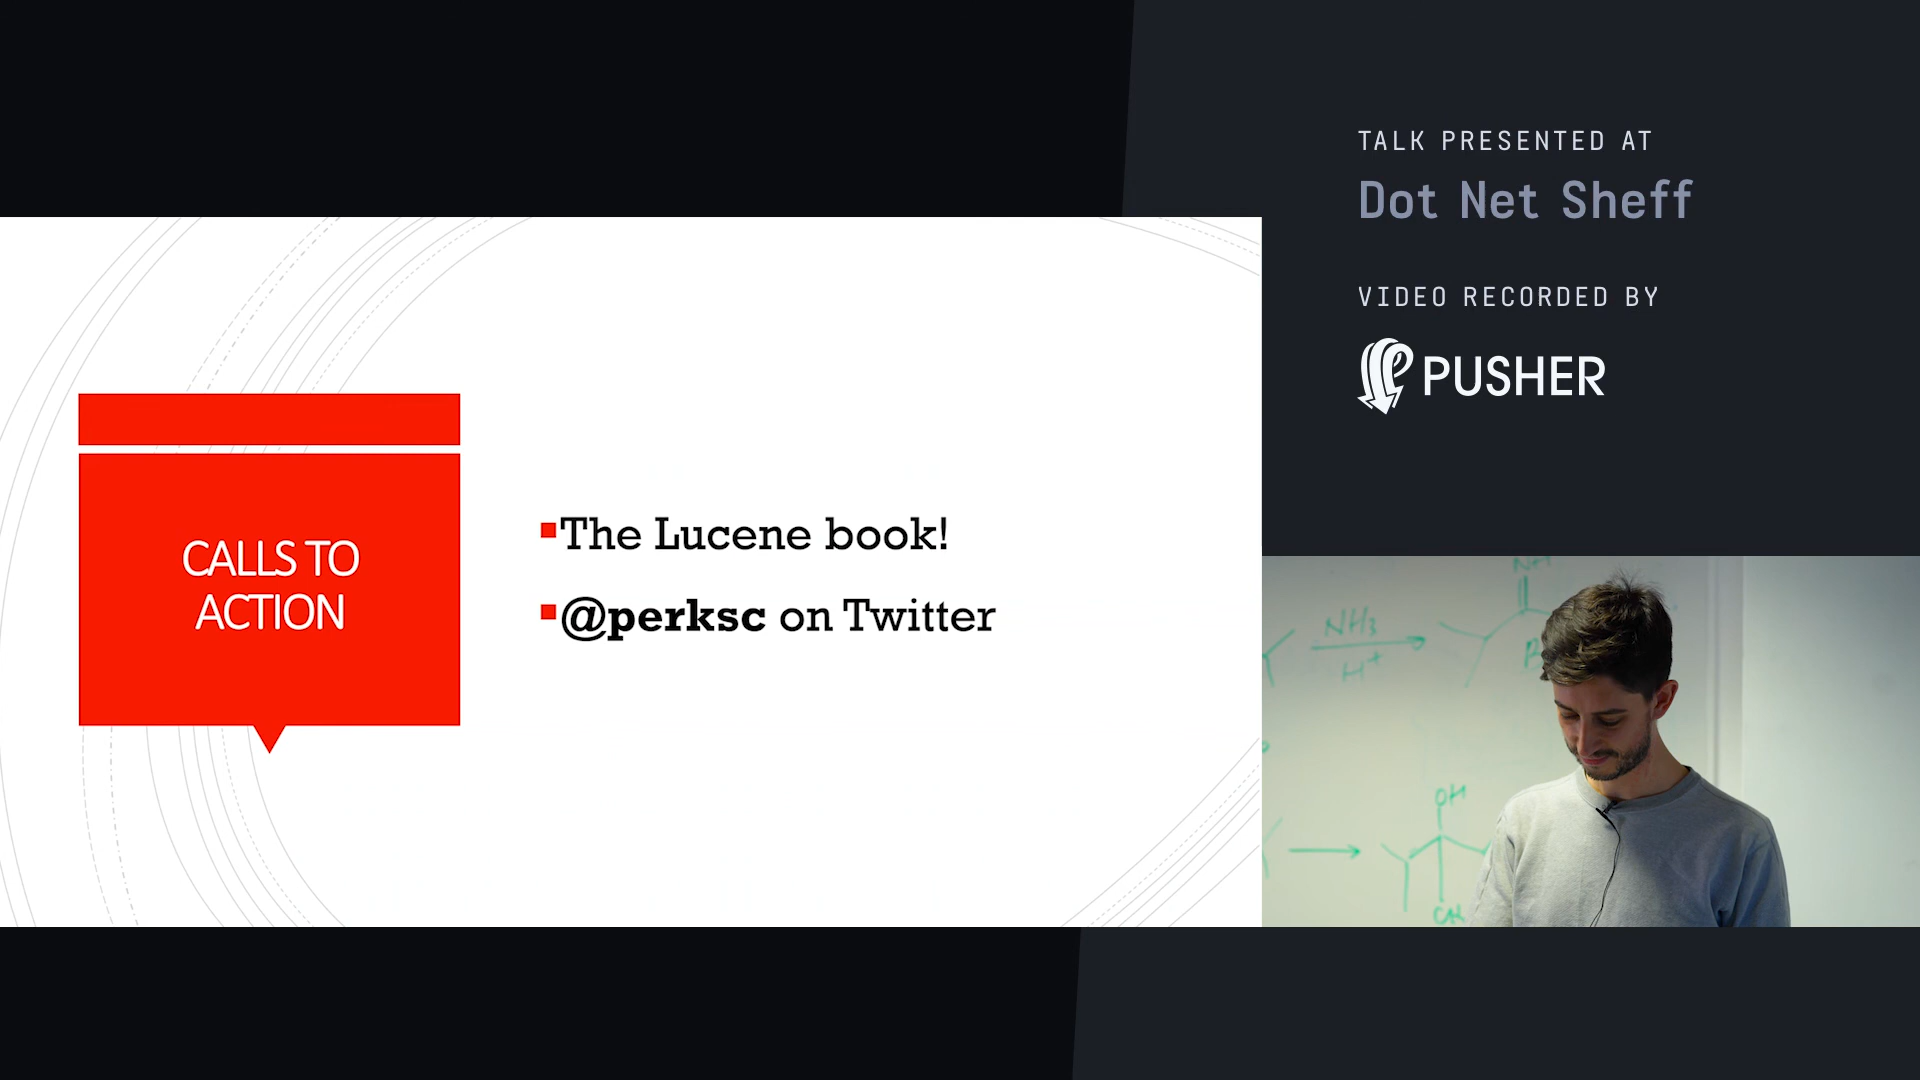 TALK PRESENTED AT
Dot Net Sheff
VIDEO RECORDED BY
PUSHER
CALLS TO
ACTION
▪The Lucene book!
▪@perksc on Twitter
NH₃
H⁺
OH